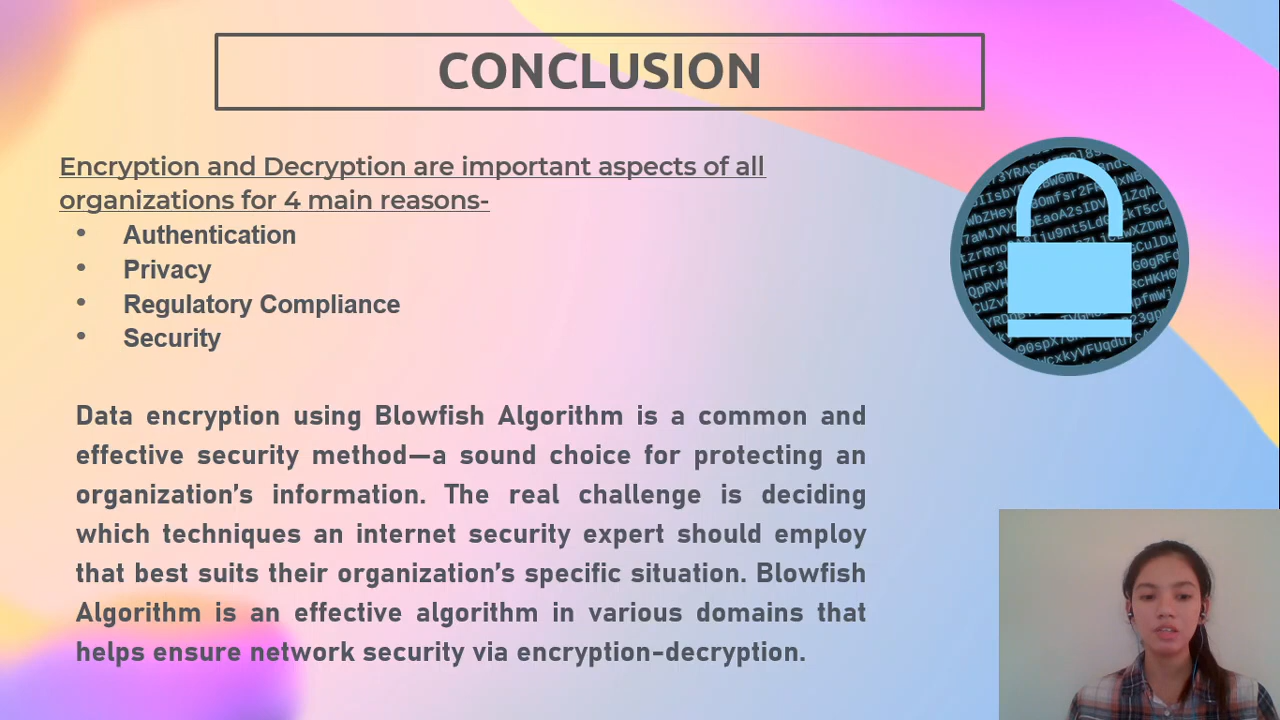 CONCLUSION
Encryption and Decryption are important aspects of all
organizations for 4 main reasons-
• Authentication
• Privacy
• Regulatory Compliance
• Security
Data encryption using Blowfish Algorithm is a common and
effective security method—a sound choice for protecting an
organization's information. The real challenge is deciding
which techniques an internet security expert should employ
that best suits their organization's specific situation. Blowfish
Algorithm is an effective algorithm in various domains that
helps ensure network security via encryption-decryption.